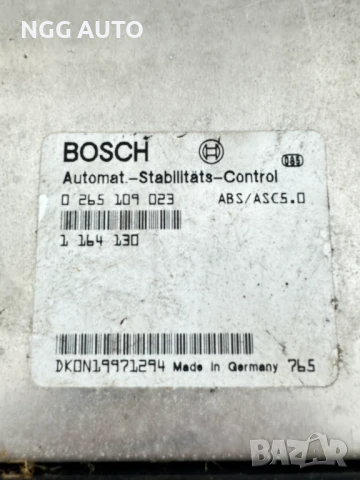 NGG AUTO
BOSCH
Automat.-Stabilitäts-Control
0 265 109 023 ABS/ASC5.0
1 164 130
DKON19971294 Made in Germany 765
bazar